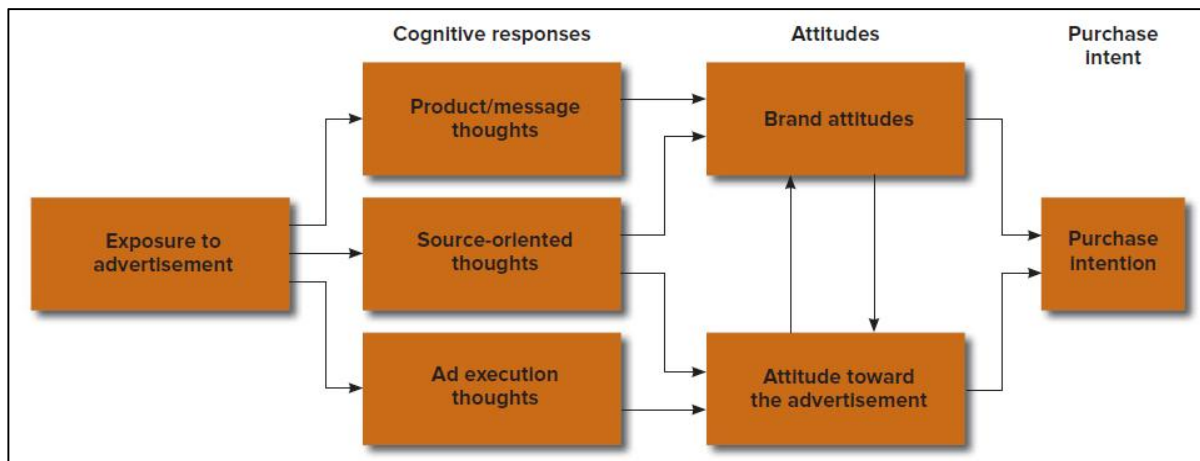 Cognitive responses
Attitudes
Purchase
intent
Product/message
thoughts
Brand attitudes
Exposure to
advertisement
Source-oriented
thoughts
Purchase
intention
Ad execution
thoughts
Attitude toward
the advertisement